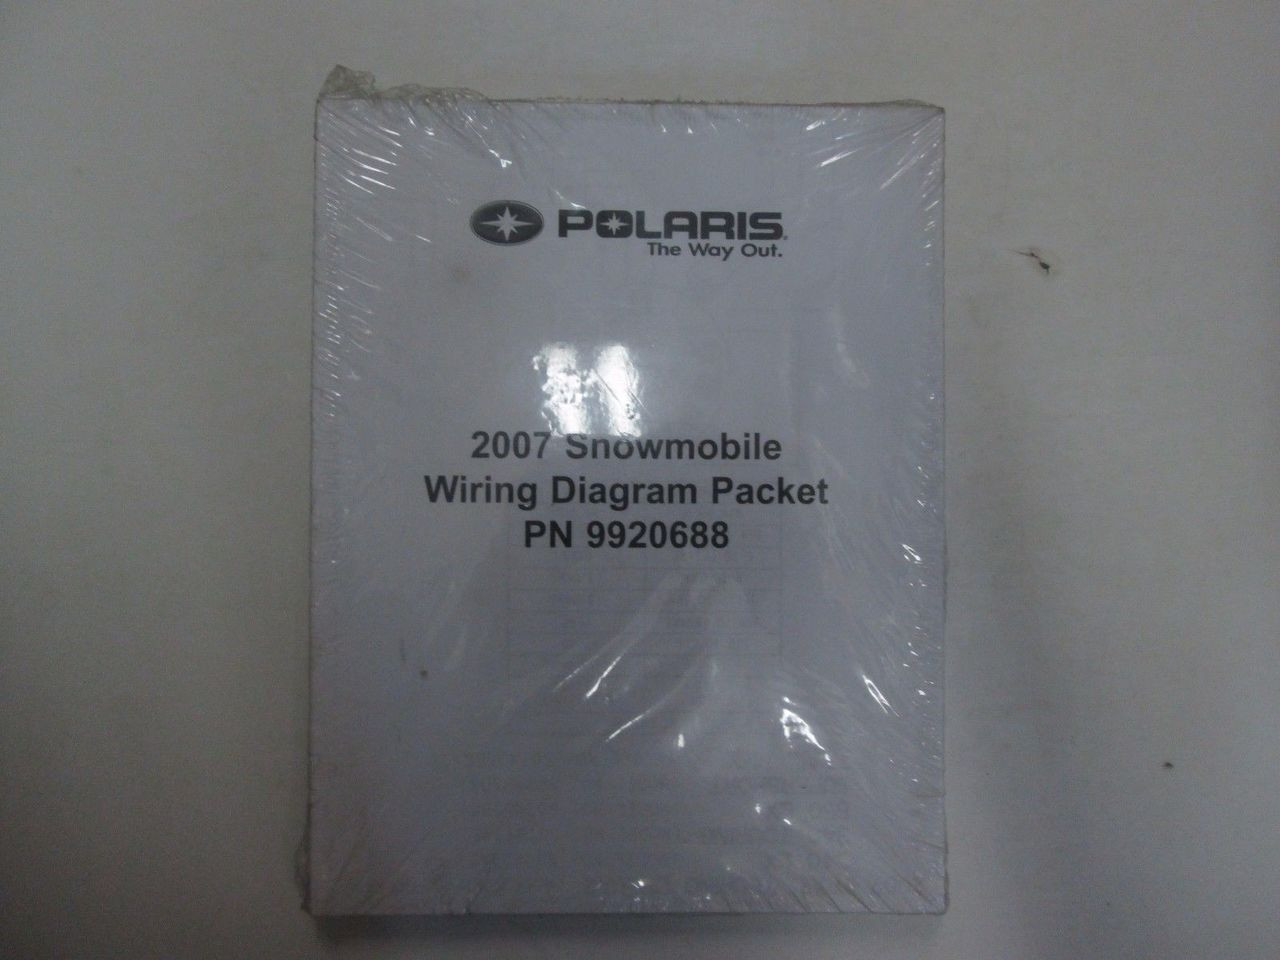 POLARIS®
The Way Out.
2007 Snowmobile
Wiring Diagram Packet
PN 9920688